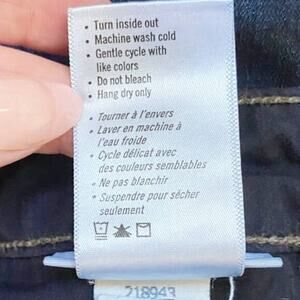 • Turn inside out
• Machine wash cold
• Gentle cycle with
like colors
• Do not bleach
• Hang dry only
• Tourner à l'envers
• Laver en machine à
l'eau froide
• Cycle délicat avec
des couleurs semblables
• Ne pas blanchir
• Suspendre pour sécher
seulement
218943